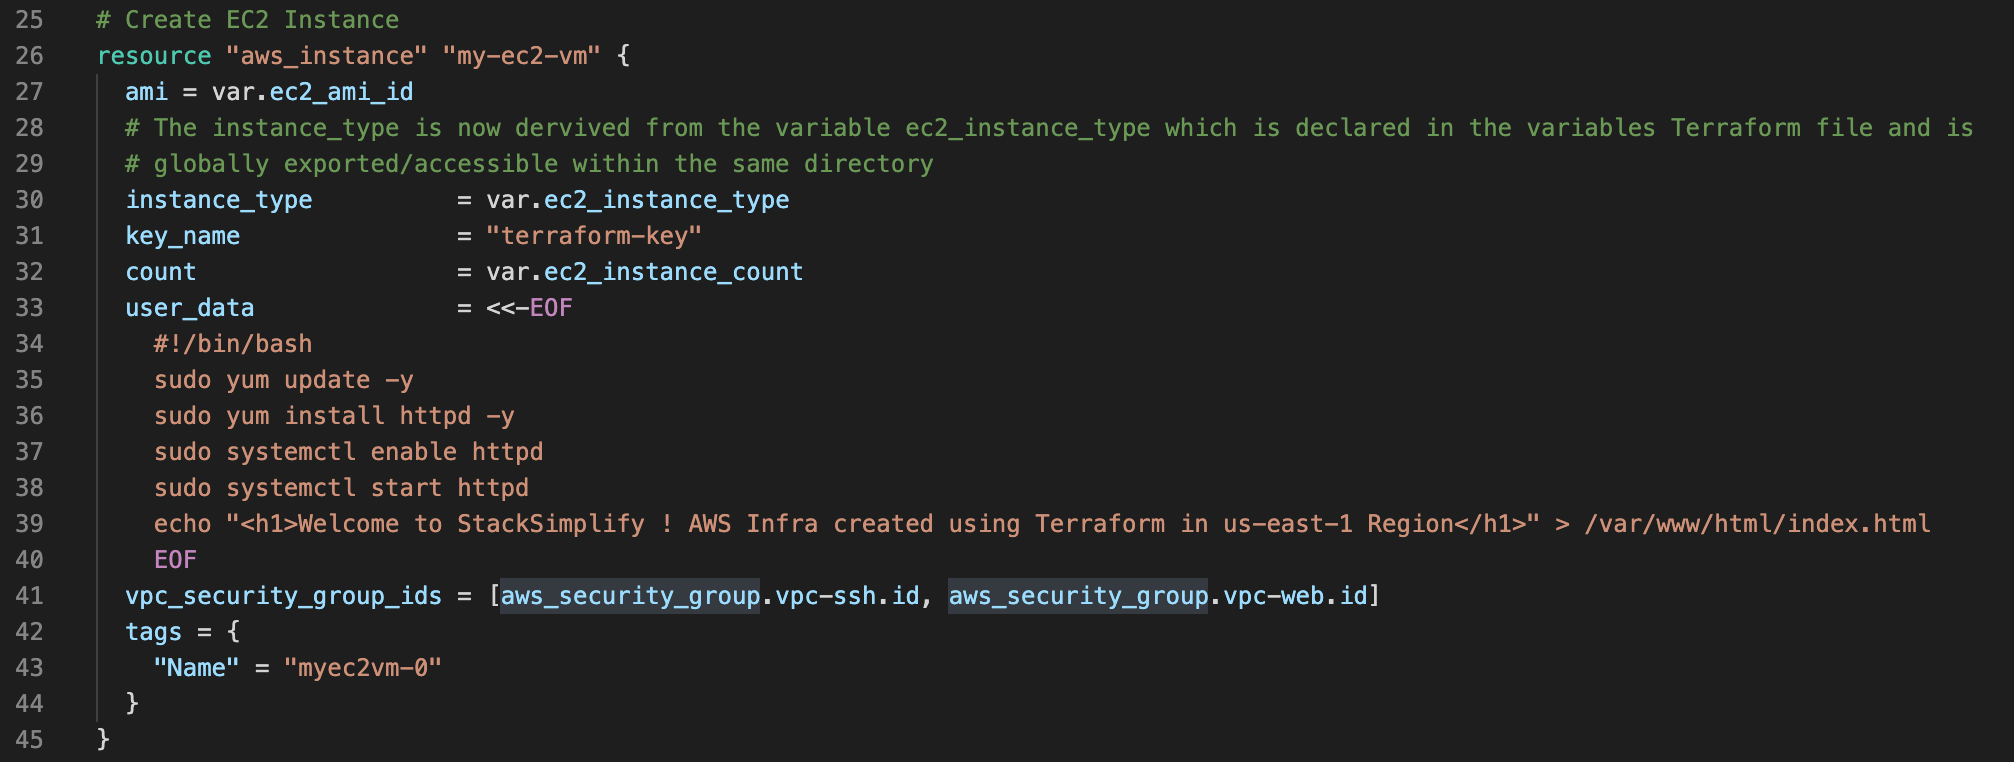 25 # Create EC2 Instance
26 resource "aws_instance" "my-ec2-vm" {
27 ami = var.ec2_ami_id
28 # The instance_type is now dervived from the variable ec2_instance_type which is declared in the variables Terraform file and is
29 # globally exported/accessible within the same directory
30 instance_type = var.ec2_instance_type
31 key_name = "terraform-key"
32 count = var.ec2_instance_count
33 user_data = <<-EOF
34 #!/bin/bash
35 sudo yum update -y
36 sudo yum install httpd -y
37 sudo systemctl enable httpd
38 sudo systemctl start httpd
39 echo "<h1>Welcome to StackSimplify ! AWS Infra created using Terraform in us-east-1 Region</h1>" > /var/www/html/index.html
40 EOF
41 vpc_security_group_ids = [aws_security_group.vpc-ssh.id, aws_security_group.vpc-web.id]
42 tags = {
43 "Name" = "myec2vm-0"
44 }
45 }